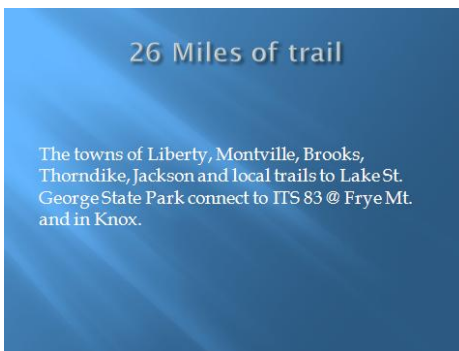 26 Miles of trail
The towns of Liberty, Montville, Brooks,
Thorndike, Jackson and local trails to Lake St.
George State Park connect to ITS 83 @ Frye Mt.
and in Knox.